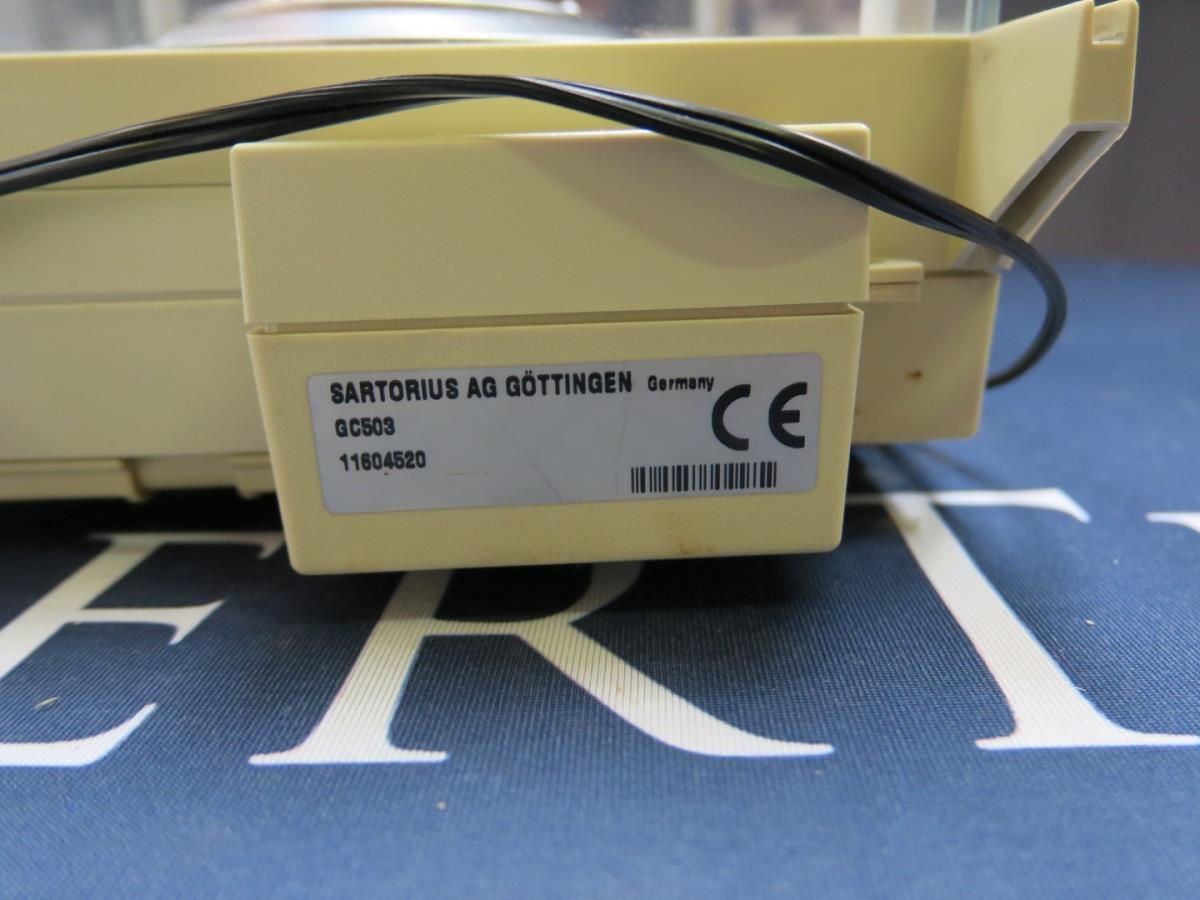 SARTORIUS AG GÖTTINGEN Germany
CE
GC503
11604520
ERT